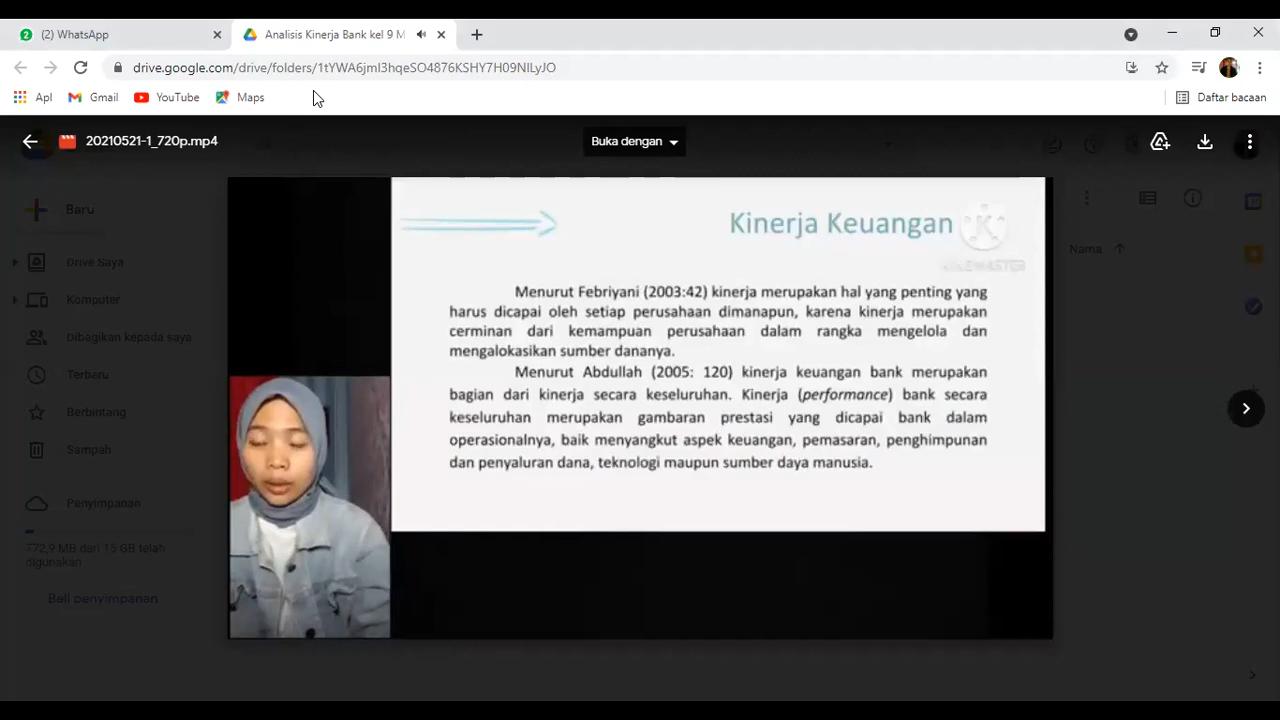 (2) WhatsApp
Analisis Kinerja Bank kel 9 M
drive.google.com/drive/folders/1tYWA6jmI3hqeSO4876KSHY7H09NILyJO
Apl
Gmail
YouTube
Maps
Daftar bacaan
20210521-1_720p.mp4
Buka dengan
Baru
Drive Saya
Komputer
Dibagikan kepada saya
Terbaru
Berbintang
Sampah
Penyimpanan
772,9 MB dari 15 GB telah
digunakan
Beli penyimpanan
Nama
Kinerja Keuangan
K
KINEMASTER
Menurut Febriyani (2003:42) kinerja merupakan hal yang penting yang
harus dicapai oleh setiap perusahaan dimanapun, karena kinerja merupakan
cerminan dari kemampuan perusahaan dalam rangka mengelola dan
mengalokasikan sumber dananya.
Menurut Abdullah (2005: 120) kinerja keuangan bank merupakan
bagian dari kinerja secara keseluruhan. Kinerja (performance) bank secara
keseluruhan merupakan gambaran prestasi yang dicapai bank dalam
operasionalnya, baik menyangkut aspek keuangan, pemasaran, penghimpunan
dan penyaluran dana, teknologi maupun sumber daya manusia.